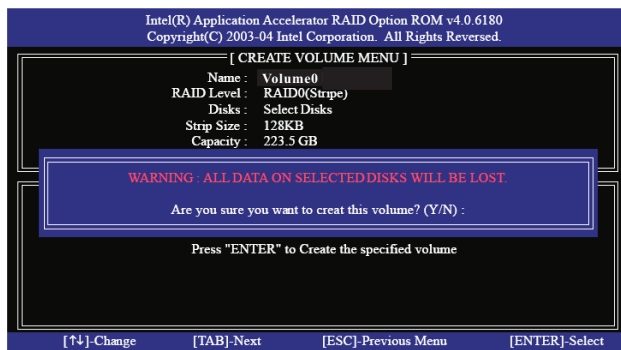 Intel(R) Application Accelerator RAID Option ROM v4.0.6180
Copyright(C) 2003-04 Intel Corporation. All Rights Reversed.
[ CREATE VOLUME MENU ]
Name : Volume0
RAID Level : RAID0(Stripe)
Disks : Select Disks
Strip Size : 128KB
Capacity : 223.5 GB
WARNING : ALL DATA ON SELECTED DISKS WILL BE LOST.
Are you sure you want to creat this volume? (Y/N) :
Press "ENTER" to Create the specified volume
[↑↓]-Change [TAB]-Next [ESC]-Previous Menu [ENTER]-Select